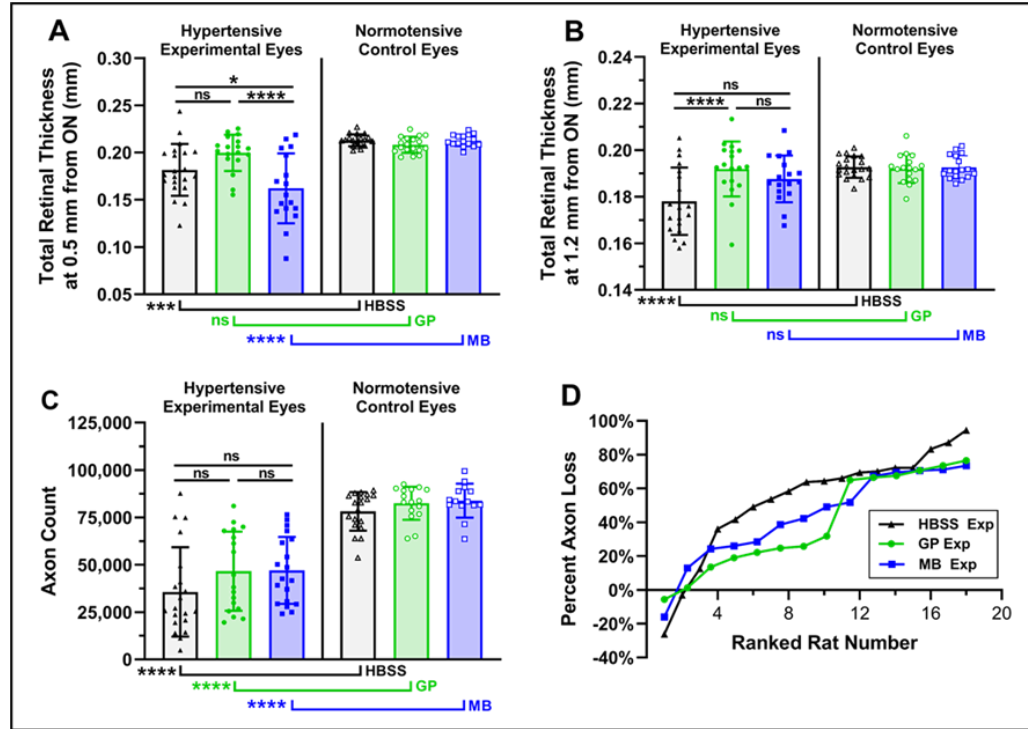 A
Hypertensive
Experimental Eyes
Normotensive
Control Eyes
Total Retinal Thickness
at 0.5 mm from ON (mm)
0.30
0.25
0.20
0.15
0.10
0.05
*
ns
****
***
HBSS
ns
GP
****
MB
B
Hypertensive
Experimental Eyes
Normotensive
Control Eyes
Total Retinal Thickness
at 1.2 mm from ON (mm)
0.24
0.22
0.20
0.18
0.16
0.14
ns
****
ns
****
HBSS
ns
GP
ns
MB
C
Hypertensive
Experimental Eyes
Normotensive
Control Eyes
Axon Count
125,000
100,000
75,000
50,000
25,000
0
ns
ns
ns
****
HBSS
****
GP
****
MB
D
Percent Axon Loss
100%
80%
60%
40%
20%
0%
-20%
-40%
4
8
12
16
20
Ranked Rat Number
HBSS Exp
GP Exp
MB Exp